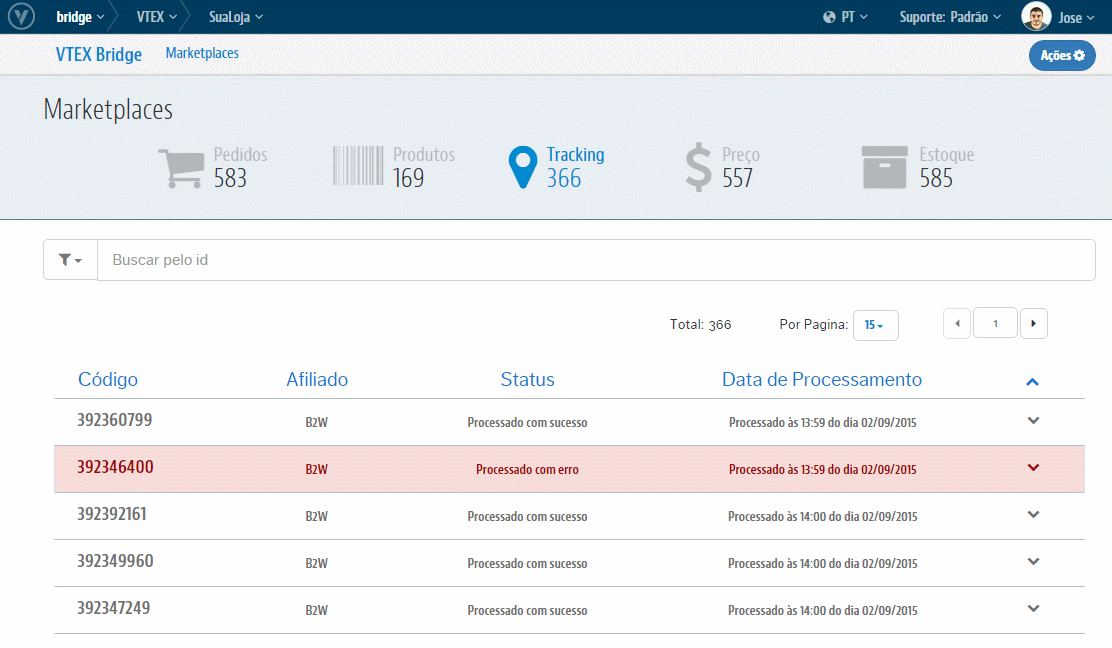 bridge VTEX SuaLoja PT Suporte: Padrão Jose
VTEX Bridge Marketplaces Ações
Marketplaces
Pedidos Produtos Tracking Preço Estoque
583 169 366 557 585
Buscar pelo id
Total: 366 Por Pagina: 15 1
Código Afiliado Status Data de Processamento
392360799 B2W Processado com sucesso Processado às 13:59 do dia 02/09/2015
392346400 B2W Processado com erro Processado às 13:59 do dia 02/09/2015
392392161 B2W Processado com sucesso Processado às 14:00 do dia 02/09/2015
392349960 B2W Processado com sucesso Processado às 14:00 do dia 02/09/2015
392347249 B2W Processado com sucesso Processado às 14:00 do dia 02/09/2015